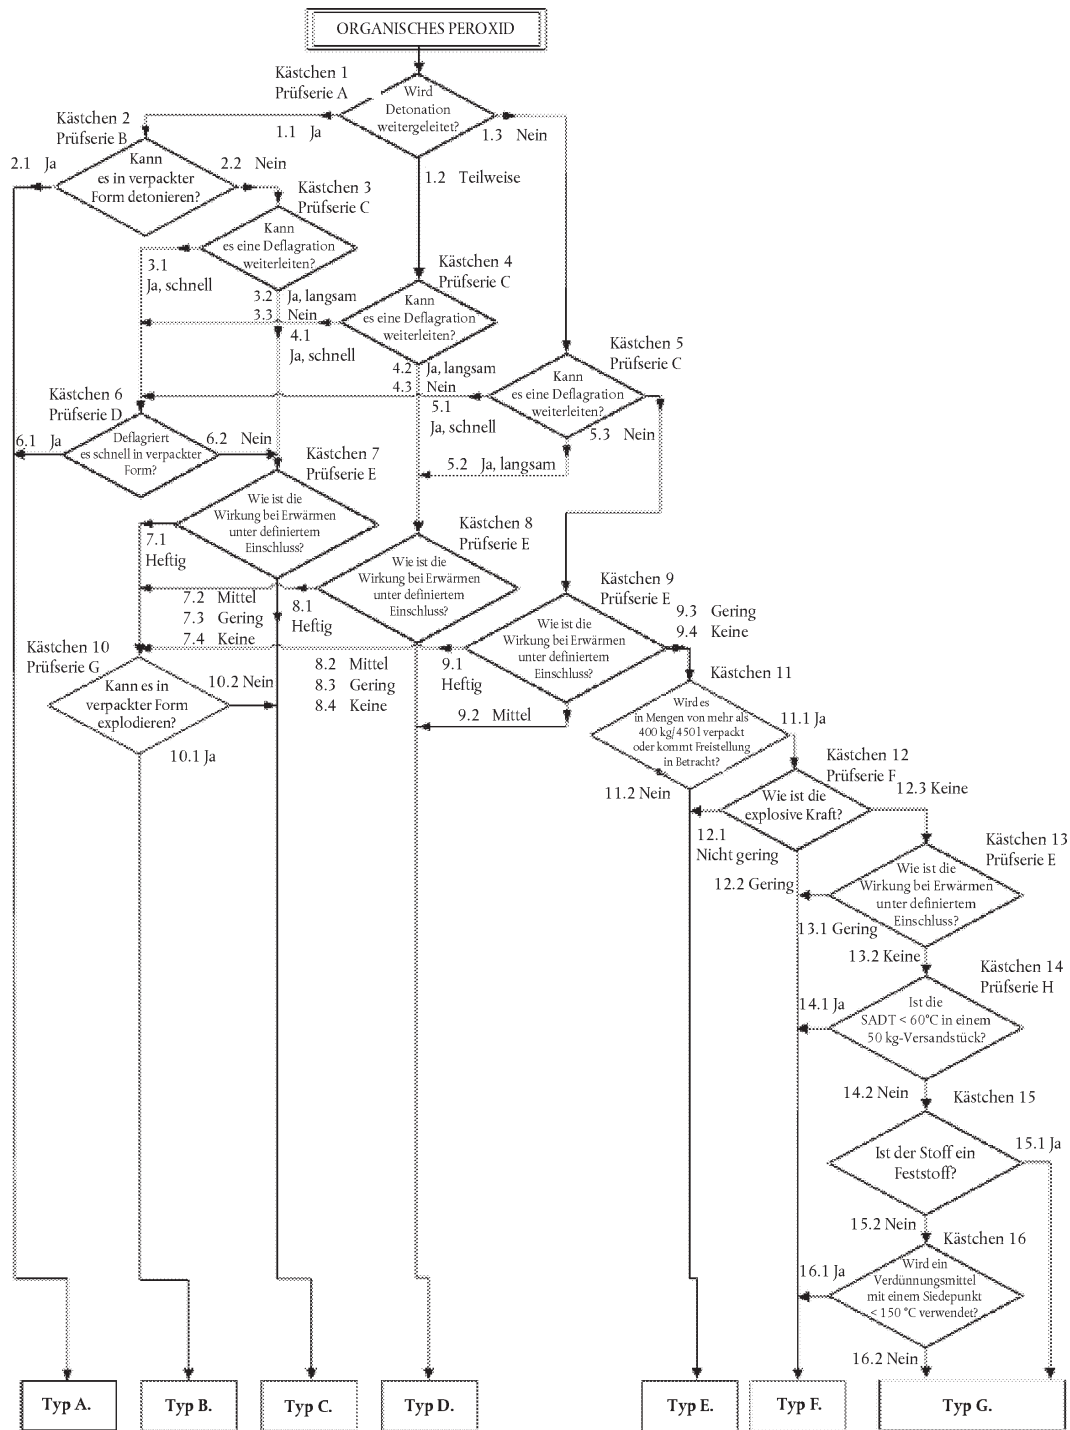 ORGANISCHES PEROXID
Kästchen 1
Prüfserie A
Wird
Detonation
weitergeleitet?
1.1 Ja
1.3 Nein
1.2 Teilweise
Kästchen 2
Prüfserie B
2.1 Ja
2.2 Nein
Kann
es in verpackter
Form detonieren?
Kästchen 3
Prüfserie C
Kann
es eine Deflagration
weiterleiten?
3.1
Ja, schnell
3.2 Ja, langsam
3.3 Nein
Kästchen 4
Prüfserie C
Kann
es eine Deflagration
weiterleiten?
4.1
Ja, schnell
4.2 Ja, langsam
4.3 Nein
Kästchen 5
Prüfserie C
Kann
es eine Deflagration
weiterleiten?
5.1
Ja, schnell
5.3 Nein
5.2 Ja, langsam
Kästchen 6
Prüfserie D
6.1 Ja
6.2 Nein
Deflagriert
es schnell in verpackter
Form?
Kästchen 7
Prüfserie E
Wie ist die
Wirkung bei Erwärmen
unter definiertem
Einschluss?
7.1
Heftig
7.2 Mittel
7.3 Gering
7.4 Keine
Kästchen 8
Prüfserie E
Wie ist die
Wirkung bei Erwärmen
unter definiertem
Einschluss?
8.1
Heftig
8.2 Mittel
8.3 Gering
8.4 Keine
Kästchen 9
Prüfserie E
Wie ist die
Wirkung bei Erwärmen
unter definiertem
Einschluss?
9.1
Heftig
9.2 Mittel
9.3 Gering
9.4 Keine
Kästchen 10
Prüfserie G
Kann es in
verpackter Form
explodieren?
10.2 Nein
10.1 Ja
Kästchen 11
Wird es
in Mengen von mehr als
400 kg/450 l verpackt
oder kommt Freistellung
in Betracht?
11.1 Ja
11.2 Nein
Kästchen 12
Prüfserie F
Wie ist die
explosive Kraft?
12.3 Keine
12.1
Nicht gering
12.2 Gering
Kästchen 13
Prüfserie E
Wie ist die
Wirkung bei Erwärmen
unter definiertem
Einschluss?
13.1 Gering
13.2 Keine
Kästchen 14
Prüfserie H
Ist die
SADT < 60°C in einem
50 kg-Versandstück?
14.1 Ja
14.2 Nein
Kästchen 15
Ist der Stoff ein
Feststoff?
15.1 Ja
15.2 Nein
Kästchen 16
Wird ein
Verdünnungsmittel
mit einem Siedepunkt
< 150 °C verwendet?
16.1 Ja
16.2 Nein
Typ A.
Typ B.
Typ C.
Typ D.
Typ E.
Typ F.
Typ G.